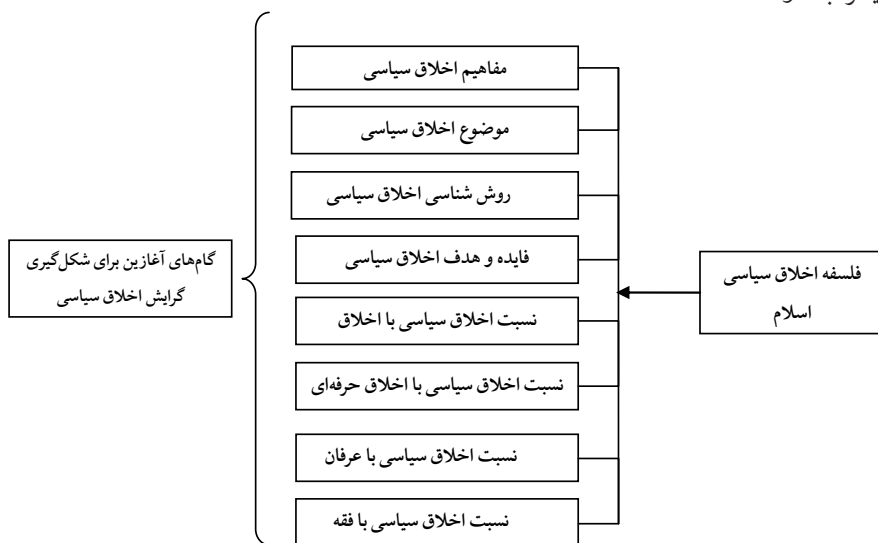 فلسفه اخلاق سیاسی
اسلام
مفاهیم اخلاق سیاسی
موضوع اخلاق سیاسی
روش شناسی اخلاق سیاسی
فایده و هدف اخلاق سیاسی
نسبت اخلاق سیاسی با اخلاق
نسبت اخلاق سیاسی با اخلاق حرفه‌ای
نسبت اخلاق سیاسی با عرفان
نسبت اخلاق سیاسی با فقه
گام‌های آغازین برای شکل‌گیری
گرایش اخلاق سیاسی